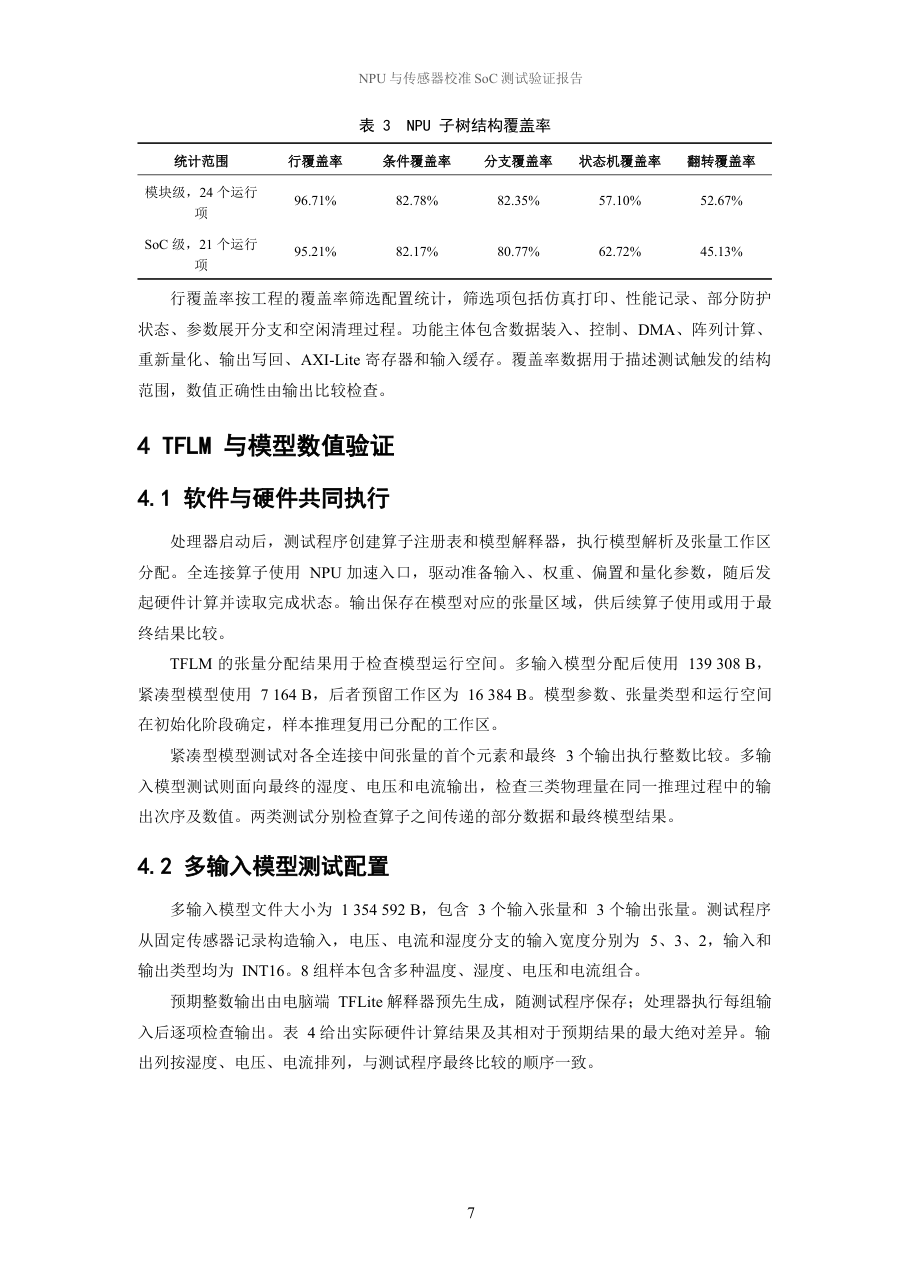 NPU 与传感器校准 SoC 测试验证报告
表 3 NPU 子树结构覆盖率
统计范围 行覆盖率 条件覆盖率 分支覆盖率 状态机覆盖率 翻转覆盖率
模块级，24 个运行
项
96.71% 82.78% 82.35% 57.10% 52.67%
SoC 级，21 个运行
项
95.21% 82.17% 80.77% 62.72% 45.13%
行覆盖率按工程的覆盖率筛选配置统计，筛选项包括仿真打印、性能记录、部分防护
状态、参数展开分支和空闲清理过程。功能主体包含数据装入、控制、DMA、阵列计算、
重新量化、输出写回、AXI-Lite 寄存器和输入缓存。覆盖率数据用于描述测试触发的结构
范围，数值正确性由输出比较检查。
4 TFLM 与模型数值验证
4.1 软件与硬件共同执行
处理器启动后，测试程序创建算子注册表和模型解释器，执行模型解析及张量工作区
分配。全连接算子使用 NPU 加速入口，驱动准备输入、权重、偏置和量化参数，随后发
起硬件计算并读取完成状态。输出保存在模型对应的张量区域，供后续算子使用或用于最
终结果比较。
TFLM 的张量分配结果用于检查模型运行空间。多输入模型分配后使用 139 308 B，
紧凑型模型使用 7 164 B，后者预留工作区为 16 384 B。模型参数、张量类型和运行空间
在初始化阶段确定，样本推理复用已分配的工作区。
紧凑型模型测试对各全连接中间张量的首个元素和最终 3 个输出执行整数比较。多输
入模型测试则面向最终的湿度、电压和电流输出，检查三类物理量在同一推理过程中的输
出次序及数值。两类测试分别检查算子之间传递的部分数据和最终模型结果。
4.2 多输入模型测试配置
多输入模型文件大小为 1 354 592 B，包含 3 个输入张量和 3 个输出张量。测试程序
从固定传感器记录构造输入，电压、电流和湿度分支的输入宽度分别为 5、3、2，输入和
输出类型均为 INT16。8 组样本包含多种温度、湿度、电压和电流组合。
预期整数输出由电脑端 TFLite 解释器预先生成，随测试程序保存；处理器执行每组输
入后逐项检查输出。表 4 给出实际硬件计算结果及其相对于预期结果的最大绝对差异。输
出列按湿度、电压、电流排列，与测试程序最终比较的顺序一致。
7